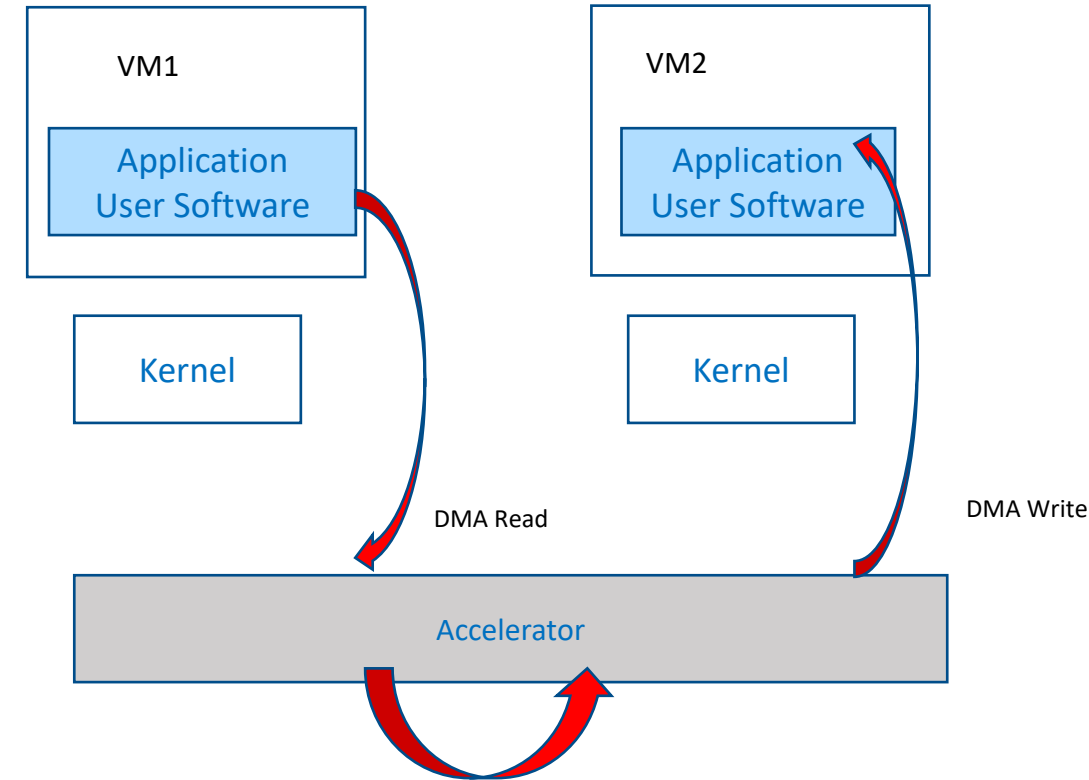 VM1
Application
User Software
Kernel
VM2
Application
User Software
Kernel
DMA Read
DMA Write
Accelerator